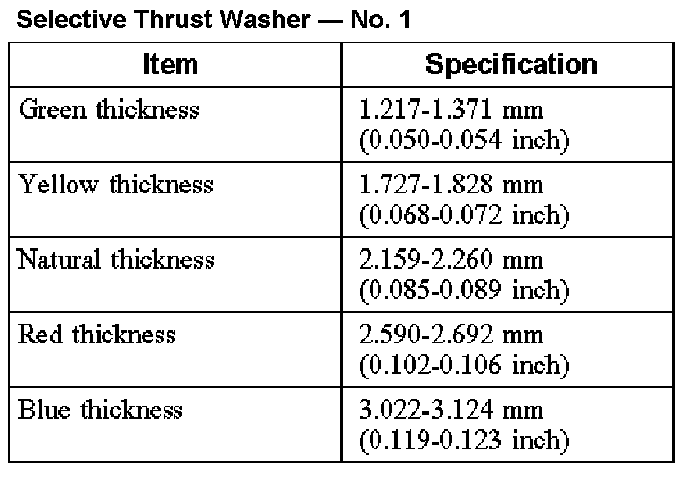 Selective Thrust Washer — No. 1
Item Specification
Green thickness 1.217-1.371 mm
(0.050-0.054 inch)
Yellow thickness 1.727-1.828 mm
(0.068-0.072 inch)
Natural thickness 2.159-2.260 mm
(0.085-0.089 inch)
Red thickness 2.590-2.692 mm
(0.102-0.106 inch)
Blue thickness 3.022-3.124 mm
(0.119-0.123 inch)